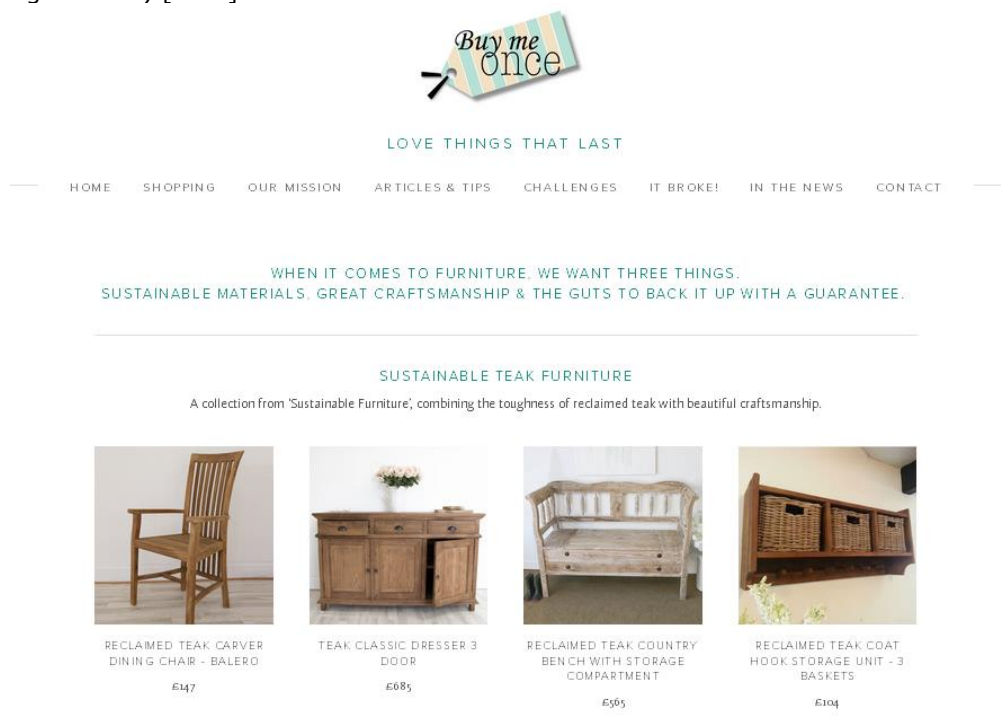 Buy me
once
LOVE THINGS THAT LAST
HOME SHOPPING OUR MISSION ARTICLES & TIPS CHALLENGES IT BROKE! IN THE NEWS CONTACT
WHEN IT COMES TO FURNITURE, WE WANT THREE THINGS.
SUSTAINABLE MATERIALS, GREAT CRAFTSMANSHIP & THE GUTS TO BACK IT UP WITH A GUARANTEE.
SUSTAINABLE TEAK FURNITURE
A collection from 'Sustainable Furniture', combining the toughness of reclaimed teak with beautiful craftsmanship.
RECLAIMED TEAK CARVER
DINING CHAIR - BALERO
£147
TEAK CLASSIC DRESSER 3
DOOR
£685
RECLAIMED TEAK COUNTRY
BENCH WITH STORAGE
COMPARTMENT
£565
RECLAIMED TEAK COAT
HOOK STORAGE UNIT - 3
BASKETS
£104